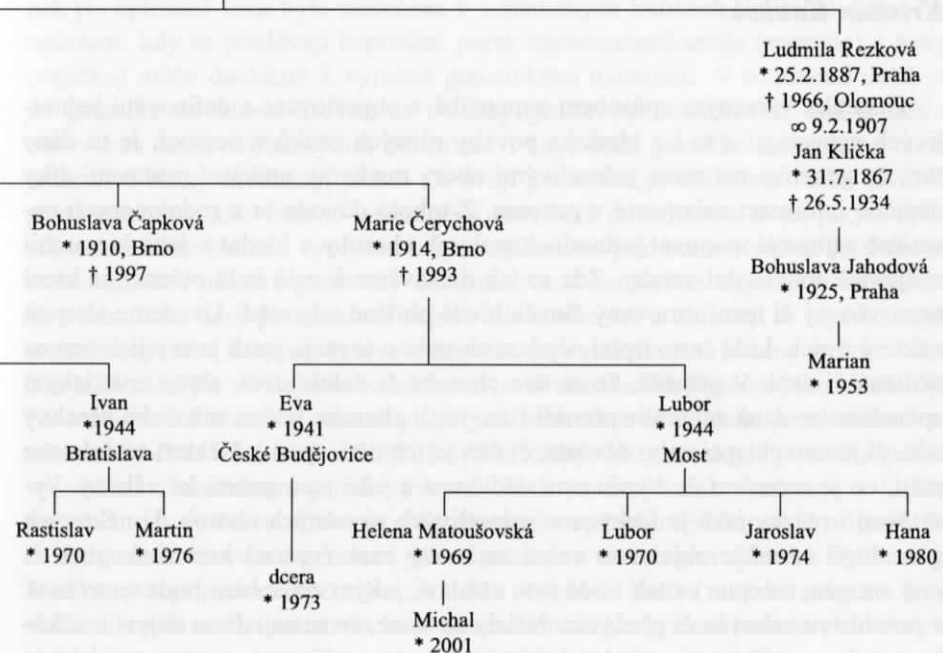 Ludmila Rezková
* 25.2.1887, Praha
† 1966, Olomouc
∞ 9.2.1907
Jan Klička
* 31.7.1867
† 26.5.1934
Bohuslava Čapková
* 1910, Brno
† 1997
Marie Čerychová
* 1914, Brno
† 1993
Bohuslava Jahodová
* 1925, Praha
Marian
* 1953
Ivan
*1944
Bratislava
Eva
* 1941
České Budějovice
Lubor
* 1944
Most
Rastislav
* 1970
Martin
* 1976
dcera
* 1973
Helena Matoušovská
* 1969
Lubor
* 1970
Jaroslav
* 1974
Hana
* 1980
Michal
* 2001